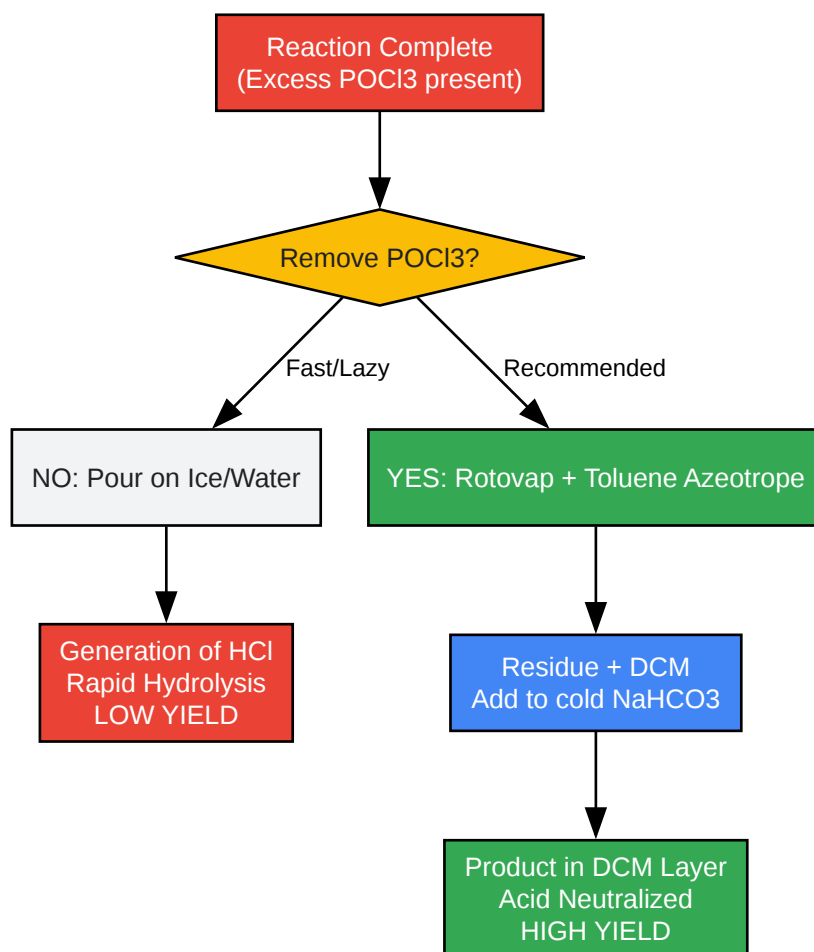 Reaction Complete
(Excess POCl3 present)
Remove POCl3?
Fast/Lazy
Recommended
NO: Pour on Ice/Water
YES: Rotovap + Toluene Azeotrope
Generation of HCl
Rapid Hydrolysis
LOW YIELD
Residue + DCM
Add to cold NaHCO3
Product in DCM Layer
Acid Neutralized
HIGH YIELD